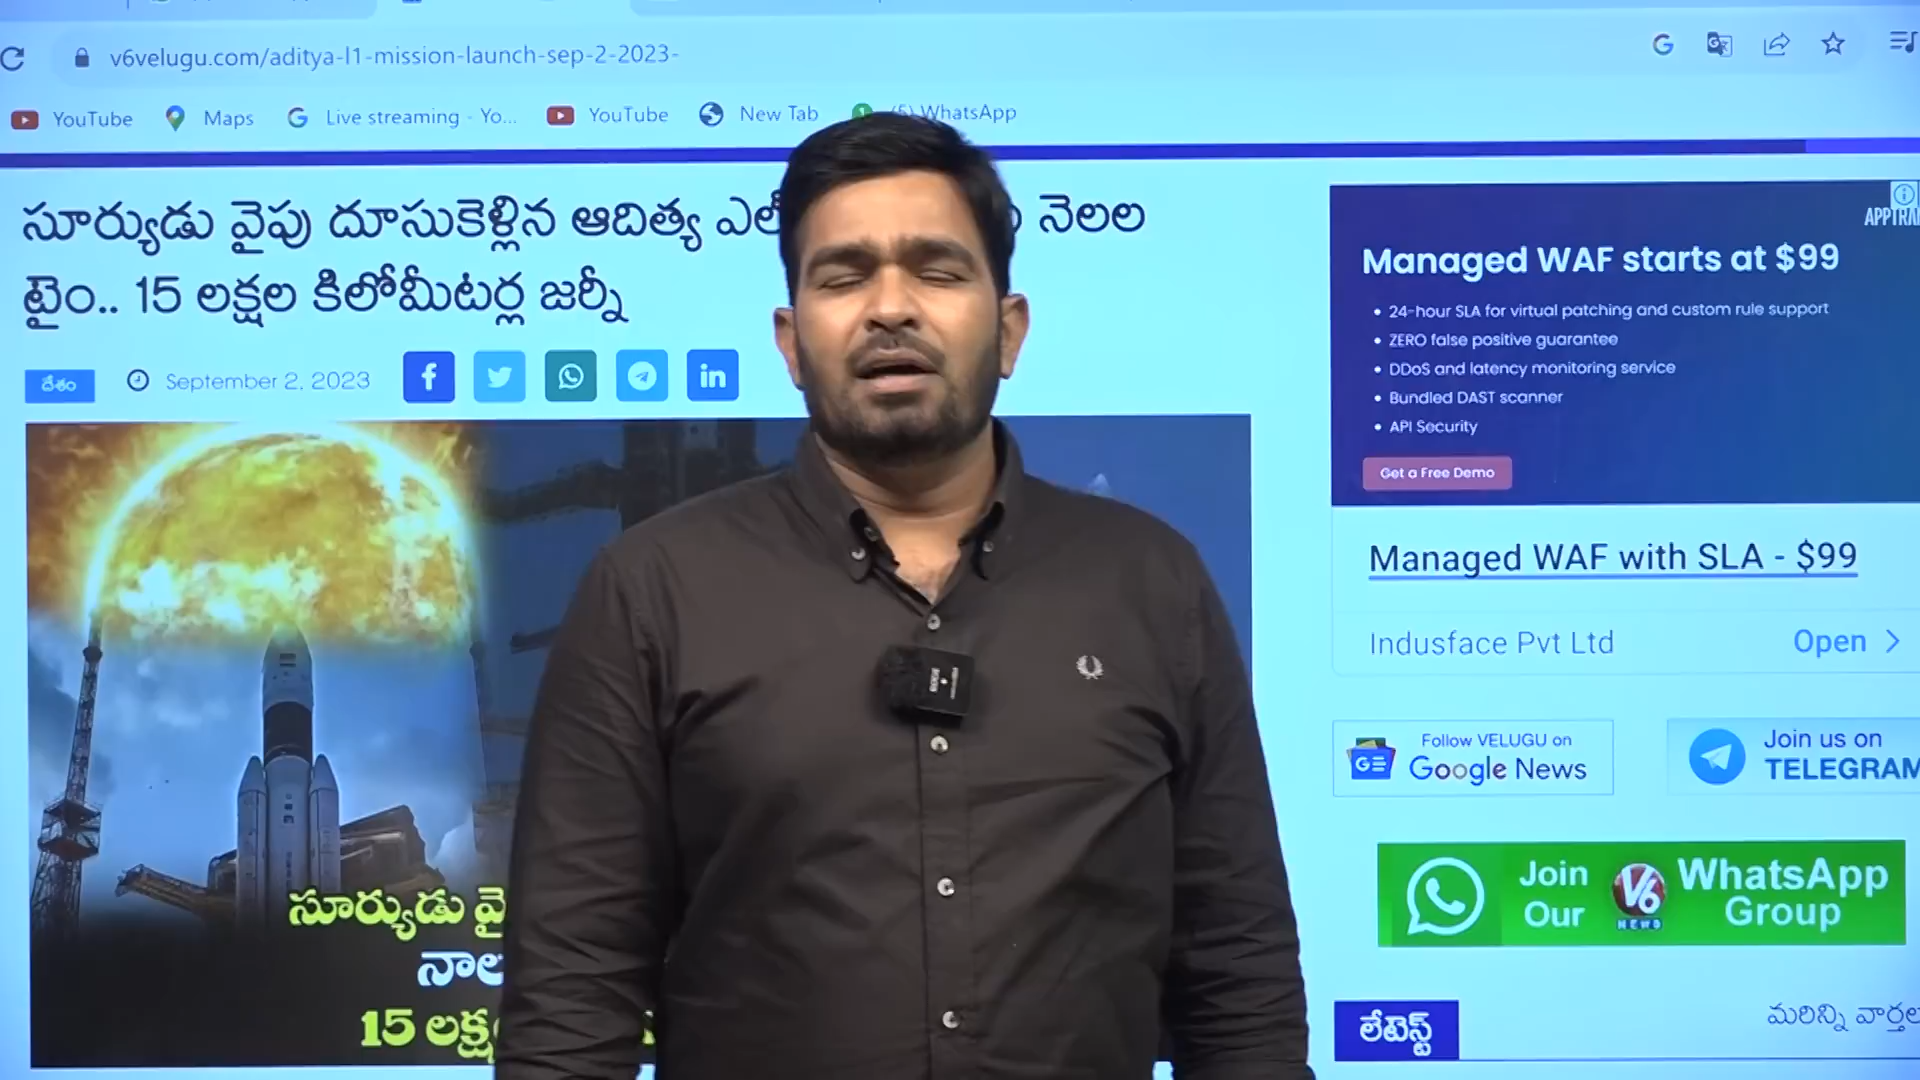 v6velugu.com/aditya-l1-mission-launch-sep-2-2023-
YouTube
Maps
Live streaming - Yo...
YouTube
New Tab
(5) WhatsApp
సూర్యుడు వైపు దూసుకెళ్లిన ఆదిత్య నెలల
టైం.. 15 లక్షల కిలోమీటర్ల జర్నీ
దేశం
September 2, 2023
సూర్యుడు
15
APPTRAN
Managed WAF starts at $99
• 24-hour SLA for virtual patching and custom rule support
• ZERO false positive guarantee
• DDoS and latency monitoring service
• Bundled DAST scanner
• API Security
Get a Free Demo
Managed WAF with SLA - $99
Indusface Pvt Ltd
Open
Follow VELUGU on
Google News
Join us on
TELEGRAM
Join Our
V6 NEWS
WhatsApp Group
లేటెస్ట్
మరిన్ని